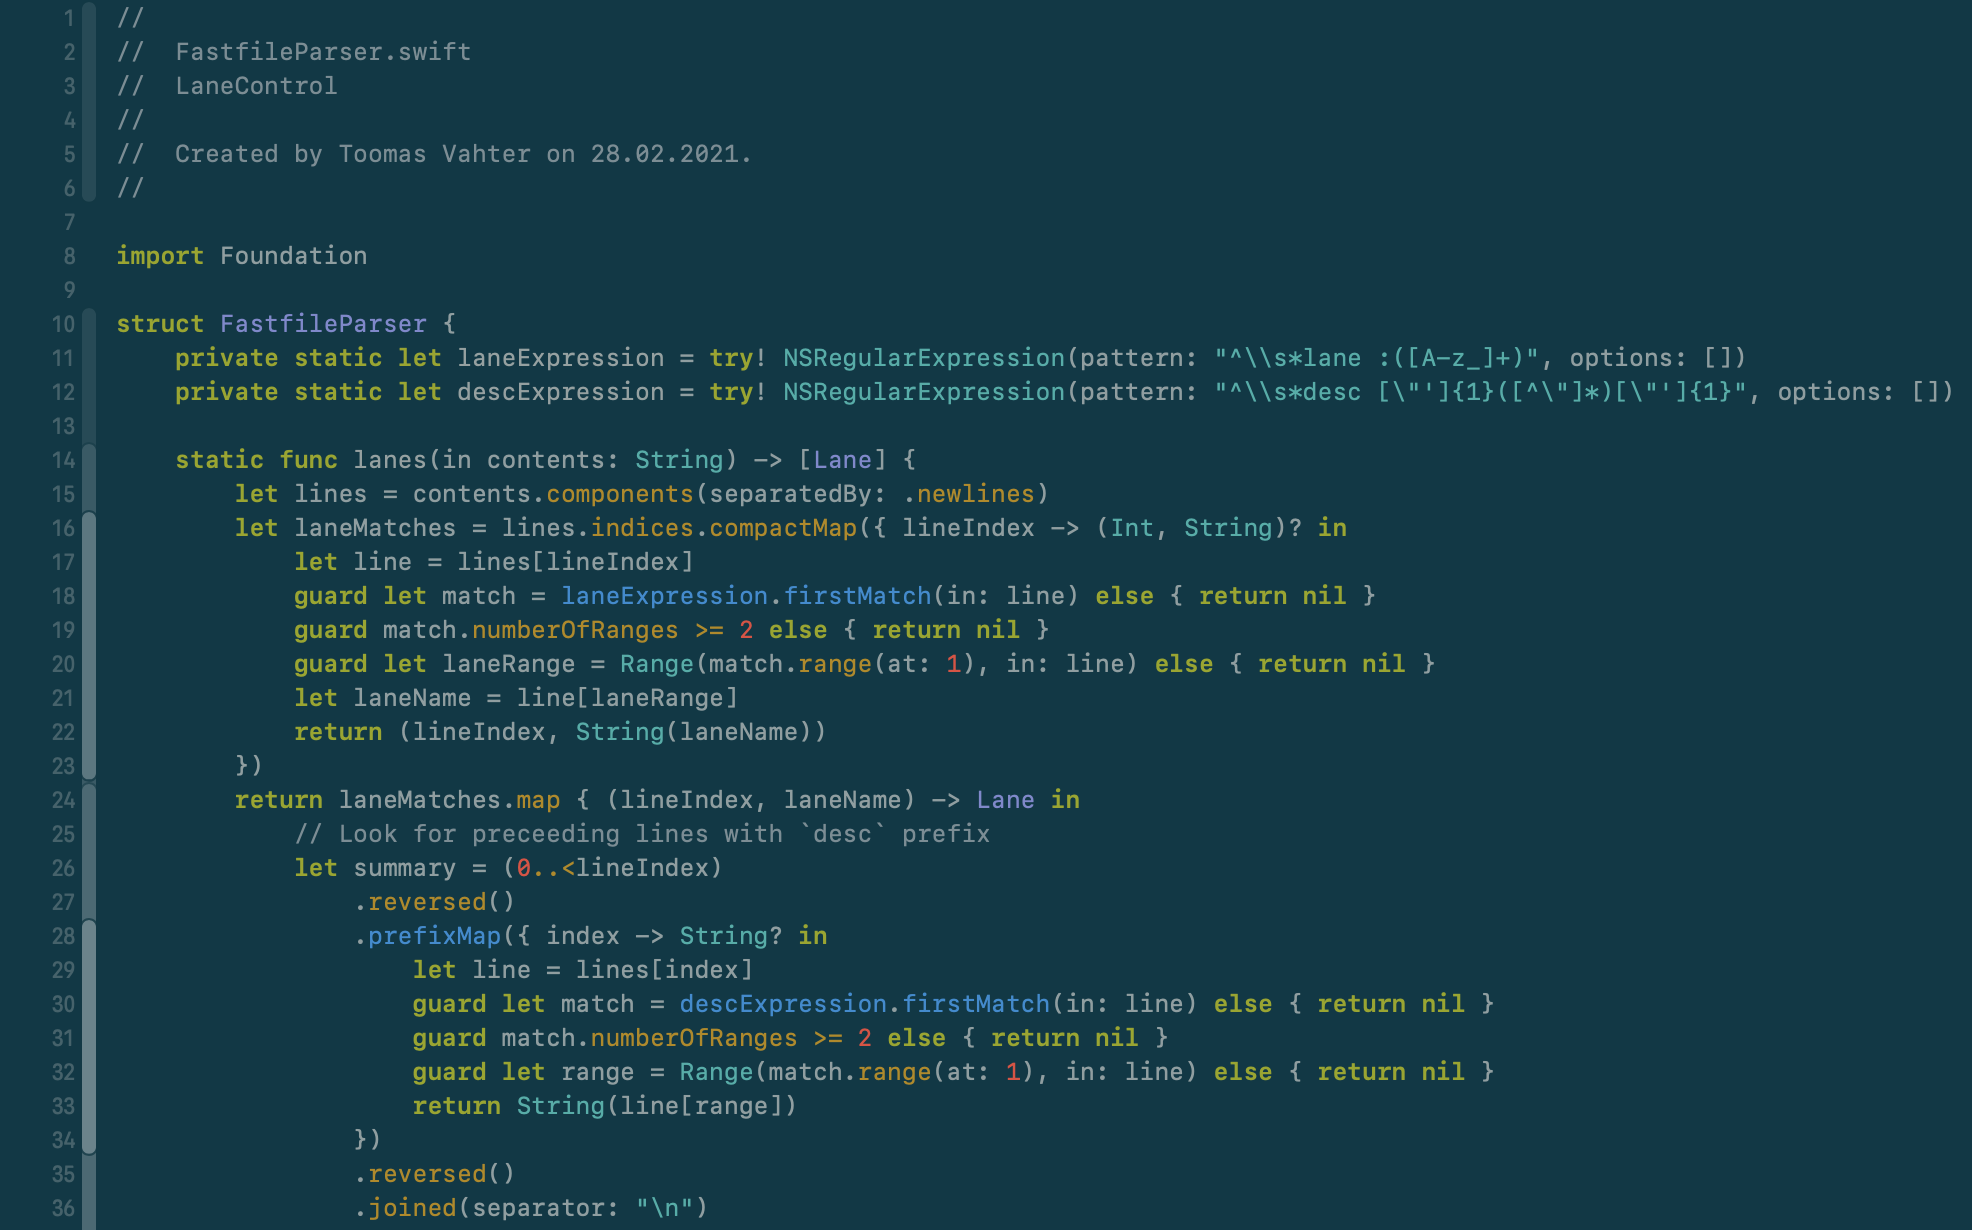 1 //
2 //  FastfileParser.swift
3 //  LaneControl
4 //
5 //  Created by Toomas Vahter on 28.02.2021.
6 //
7
8 import Foundation
9
10 struct FastfileParser {
11     private static let laneExpression = try! NSRegularExpression(pattern: "^\\s*lane :([A-z_]+)", options: [])
12     private static let descExpression = try! NSRegularExpression(pattern: "^\\s*desc [\"']{1}([^\"]*)[\"']{1}", options: [])
13
14     static func lanes(in contents: String) -> [Lane] {
15         let lines = contents.components(separatedBy: .newlines)
16         let laneMatches = lines.indices.compactMap({ lineIndex -> (Int, String)? in
17             let line = lines[lineIndex]
18             guard let match = laneExpression.firstMatch(in: line) else { return nil }
19             guard match.numberOfRanges >= 2 else { return nil }
20             guard let laneRange = Range(match.range(at: 1), in: line) else { return nil }
21             let laneName = line[laneRange]
22             return (lineIndex, String(laneName))
23         })
24         return laneMatches.map { (lineIndex, laneName) -> Lane in
25             // Look for preceeding lines with `desc` prefix
26             let summary = (0..<lineIndex)
27                 .reversed()
28                 .prefixMap({ index -> String? in
29                     let line = lines[index]
30                     guard let match = descExpression.firstMatch(in: line) else { return nil }
31                     guard match.numberOfRanges >= 2 else { return nil }
32                     guard let range = Range(match.range(at: 1), in: line) else { return nil }
33                     return String(line[range])
34                 })
35                 .reversed()
36                 .joined(separator: "\n")